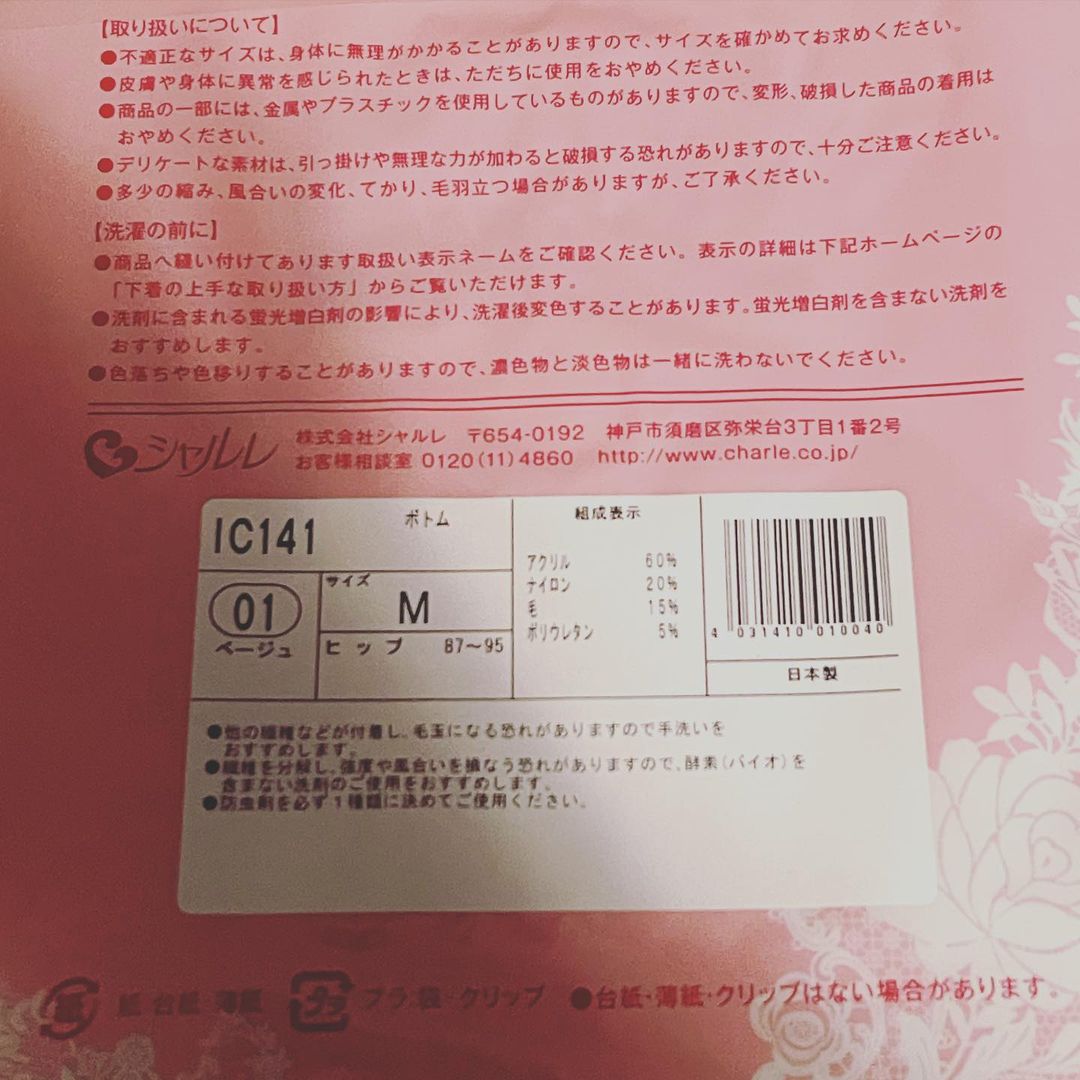 【取り扱いについて】
●不適正なサイズは、身体に無理がかかることがありますので、サイズを確かめてお求めください。
●皮膚や身体に異常を感じられたときは、ただちに使用をおやめください。
●商品の一部には、金属やプラスチックを使用しているものがありますので、変形、破損した商品の着用は
おやめください。
●デリケートな素材は、引っ掛けや無理な力が加わると破損する恐れがありますので、十分ご注意ください。
●多少の縮み、風合いの変化、てかり、毛羽立つ場合がありますが、ご了承ください。
【洗濯の前に】
●商品へ縫い付けてあります取扱い表示ネームをご確認ください。表示の詳細は下記ホームページの
「下着の上手な取り扱い方」からご覧いただけます。
●洗剤に含まれる蛍光増白剤の影響により、洗濯後変色することがあります。蛍光増白剤を含まない洗剤を
おすすめします。
●色落ちや色移りすることがありますので、濃色物と淡色物は一緒に洗わないでください。
シャルレ 株式会社シャルレ 〒654-0192 神戸市須磨区弥栄台3丁目1番2号
お客様相談室 0120(11)4860 http://www.charle.co.jp/
IC141 ボトム
01 ベージュ
サイズ M
ヒップ 87〜95
組成表示
アクリル 60%
ナイロン 20%
毛 15%
ポリウレタン 5%
4 031410 010040
日本製
●他の繊維などが付着し、毛玉になる恐れがありますので手洗いを
おすすめします。
●繊維を分解し、強度や風合いを損なう恐れがありますので、酵素(バイオ)を
含まない洗剤のご使用をおすすめします。
●防虫剤を必ず1種類に決めてご使用ください。
紙 紙 台紙・薄紙 プラ プラ 袋・クリップ ●台紙・薄紙・クリップはない場合があります。